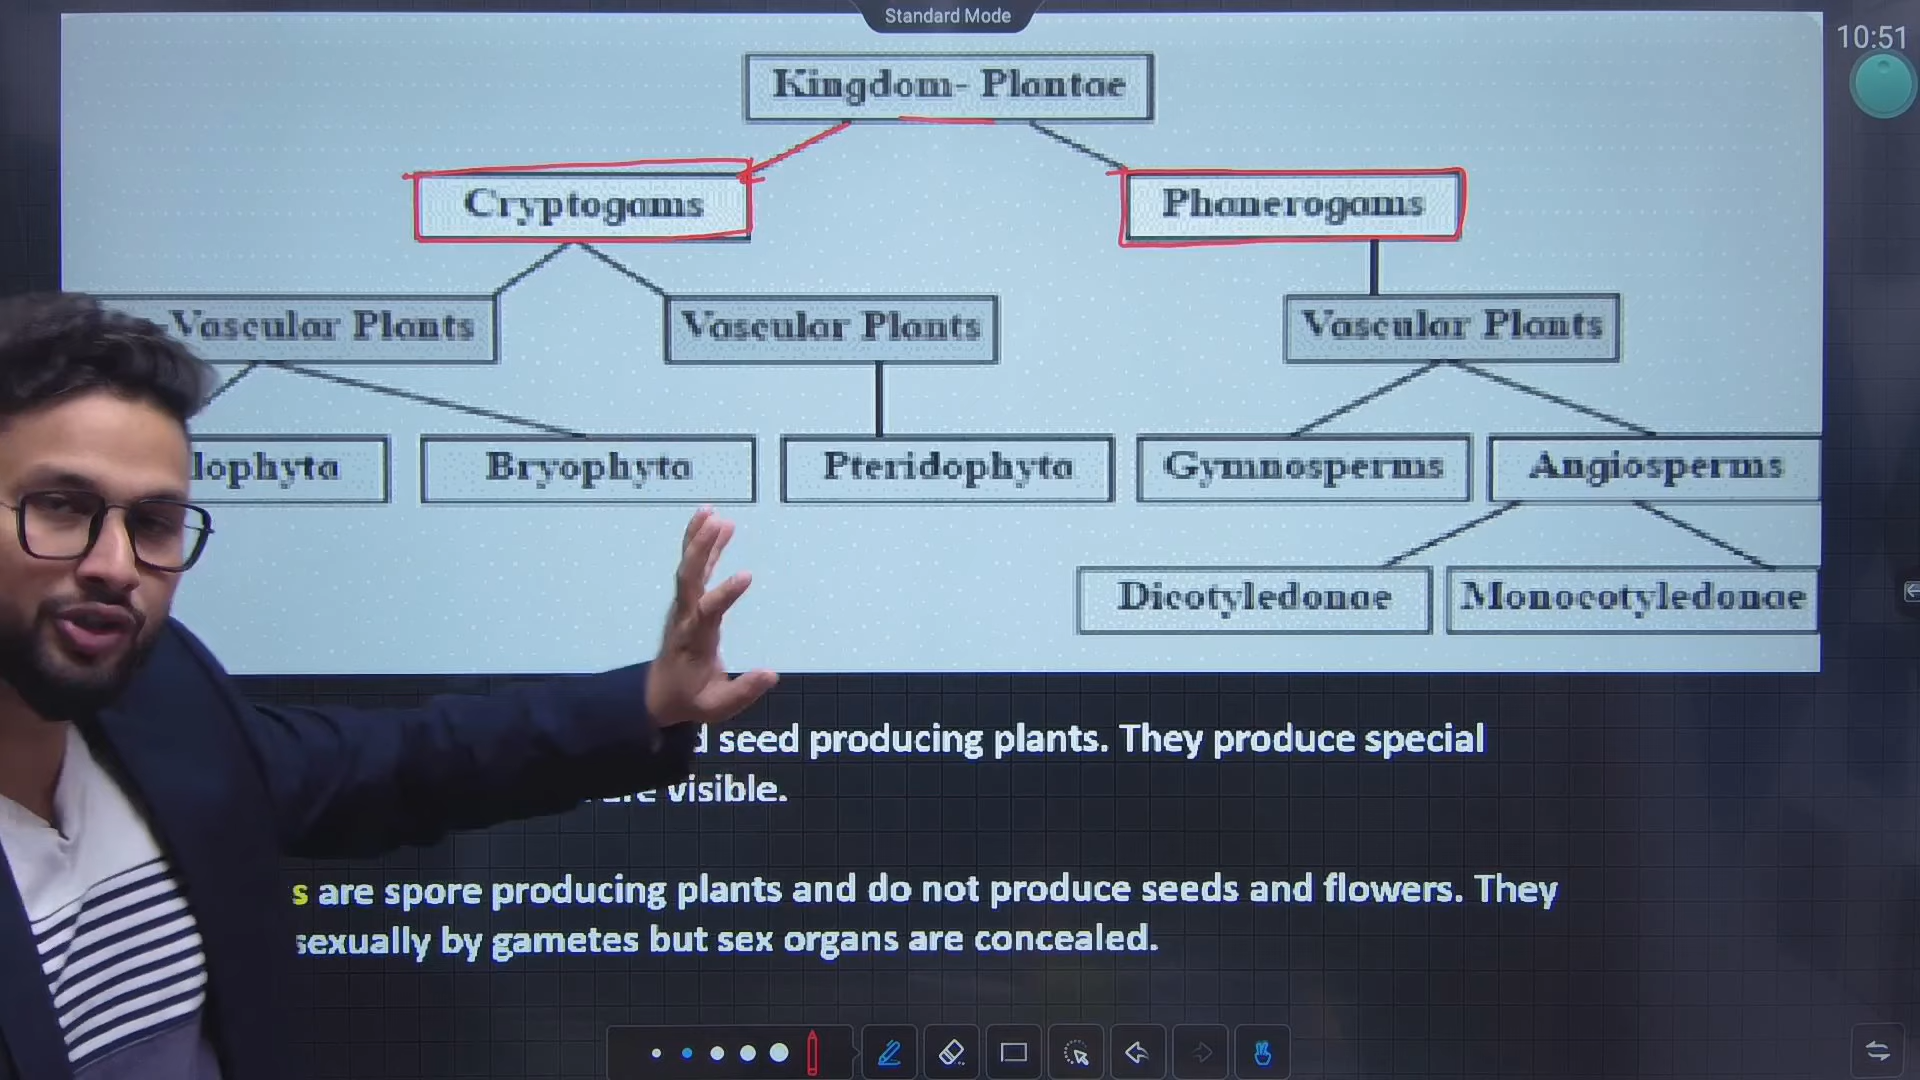 Standard Mode
10:51
Kingdom- Plantae
Cryptogams
Phanerogams
-Vascular Plants
Vascular Plants
Vascular Plants
lophyta
Bryophyta
Pteridophyta
Gymnosperms
Angiosperms
Dicotyledonae
Monocotyledonae
seed producing plants. They produce special
visible.
s are spore producing plants and do not produce seeds and flowers. They
sexually by gametes but sex organs are concealed.